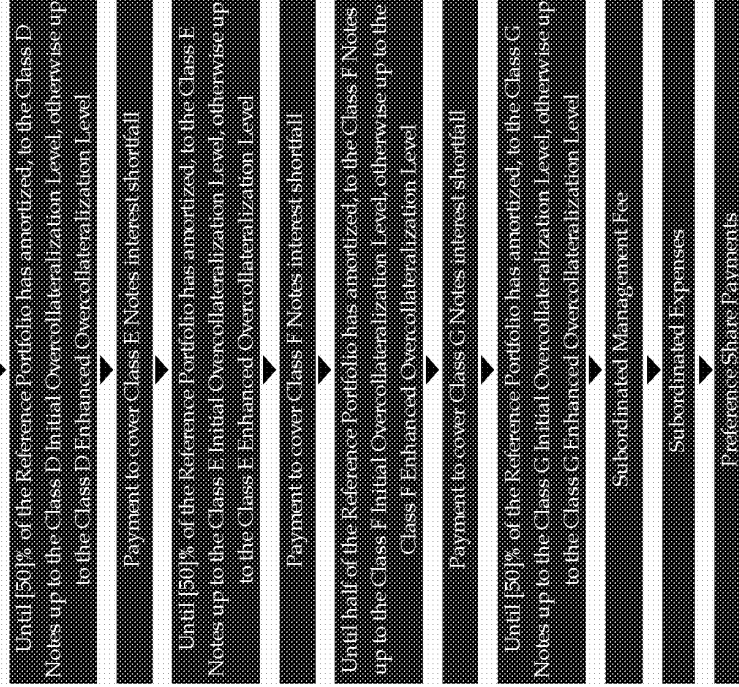 Until [50]% of the Reference Portfolio has amortized, to the Class D
Notes up to the Class D Initial Overcollateralization Level, otherwise up
to the Class D Enhanced Overcollateralization Level
Payment to cover Class E Notes interest shortfall
Until [50]% of the Reference Portfolio has amortized, to the Class E
Notes up to the Class E Initial Overcollateralization Level, otherwise up
to the Class E Enhanced Overcollateralization Level
Payment to cover Class F Notes interest shortfall
Until half of the Reference Portfolio has amortized, to the Class F Notes
up to the Class F Initial Overcollateralization Level, otherwise up to the
Class F Enhanced Overcollateralization Level
Payment to cover Class G Notes interest shortfall
Until [50]% of the Reference Portfolio has amortized, to the Class G
Notes up to the Class G Initial Overcollateralization Level, otherwise up
to the Class G Enhanced Overcollateralization Level
Subordinated Management Fee
Subordinated Expenses
Preference Share Payments